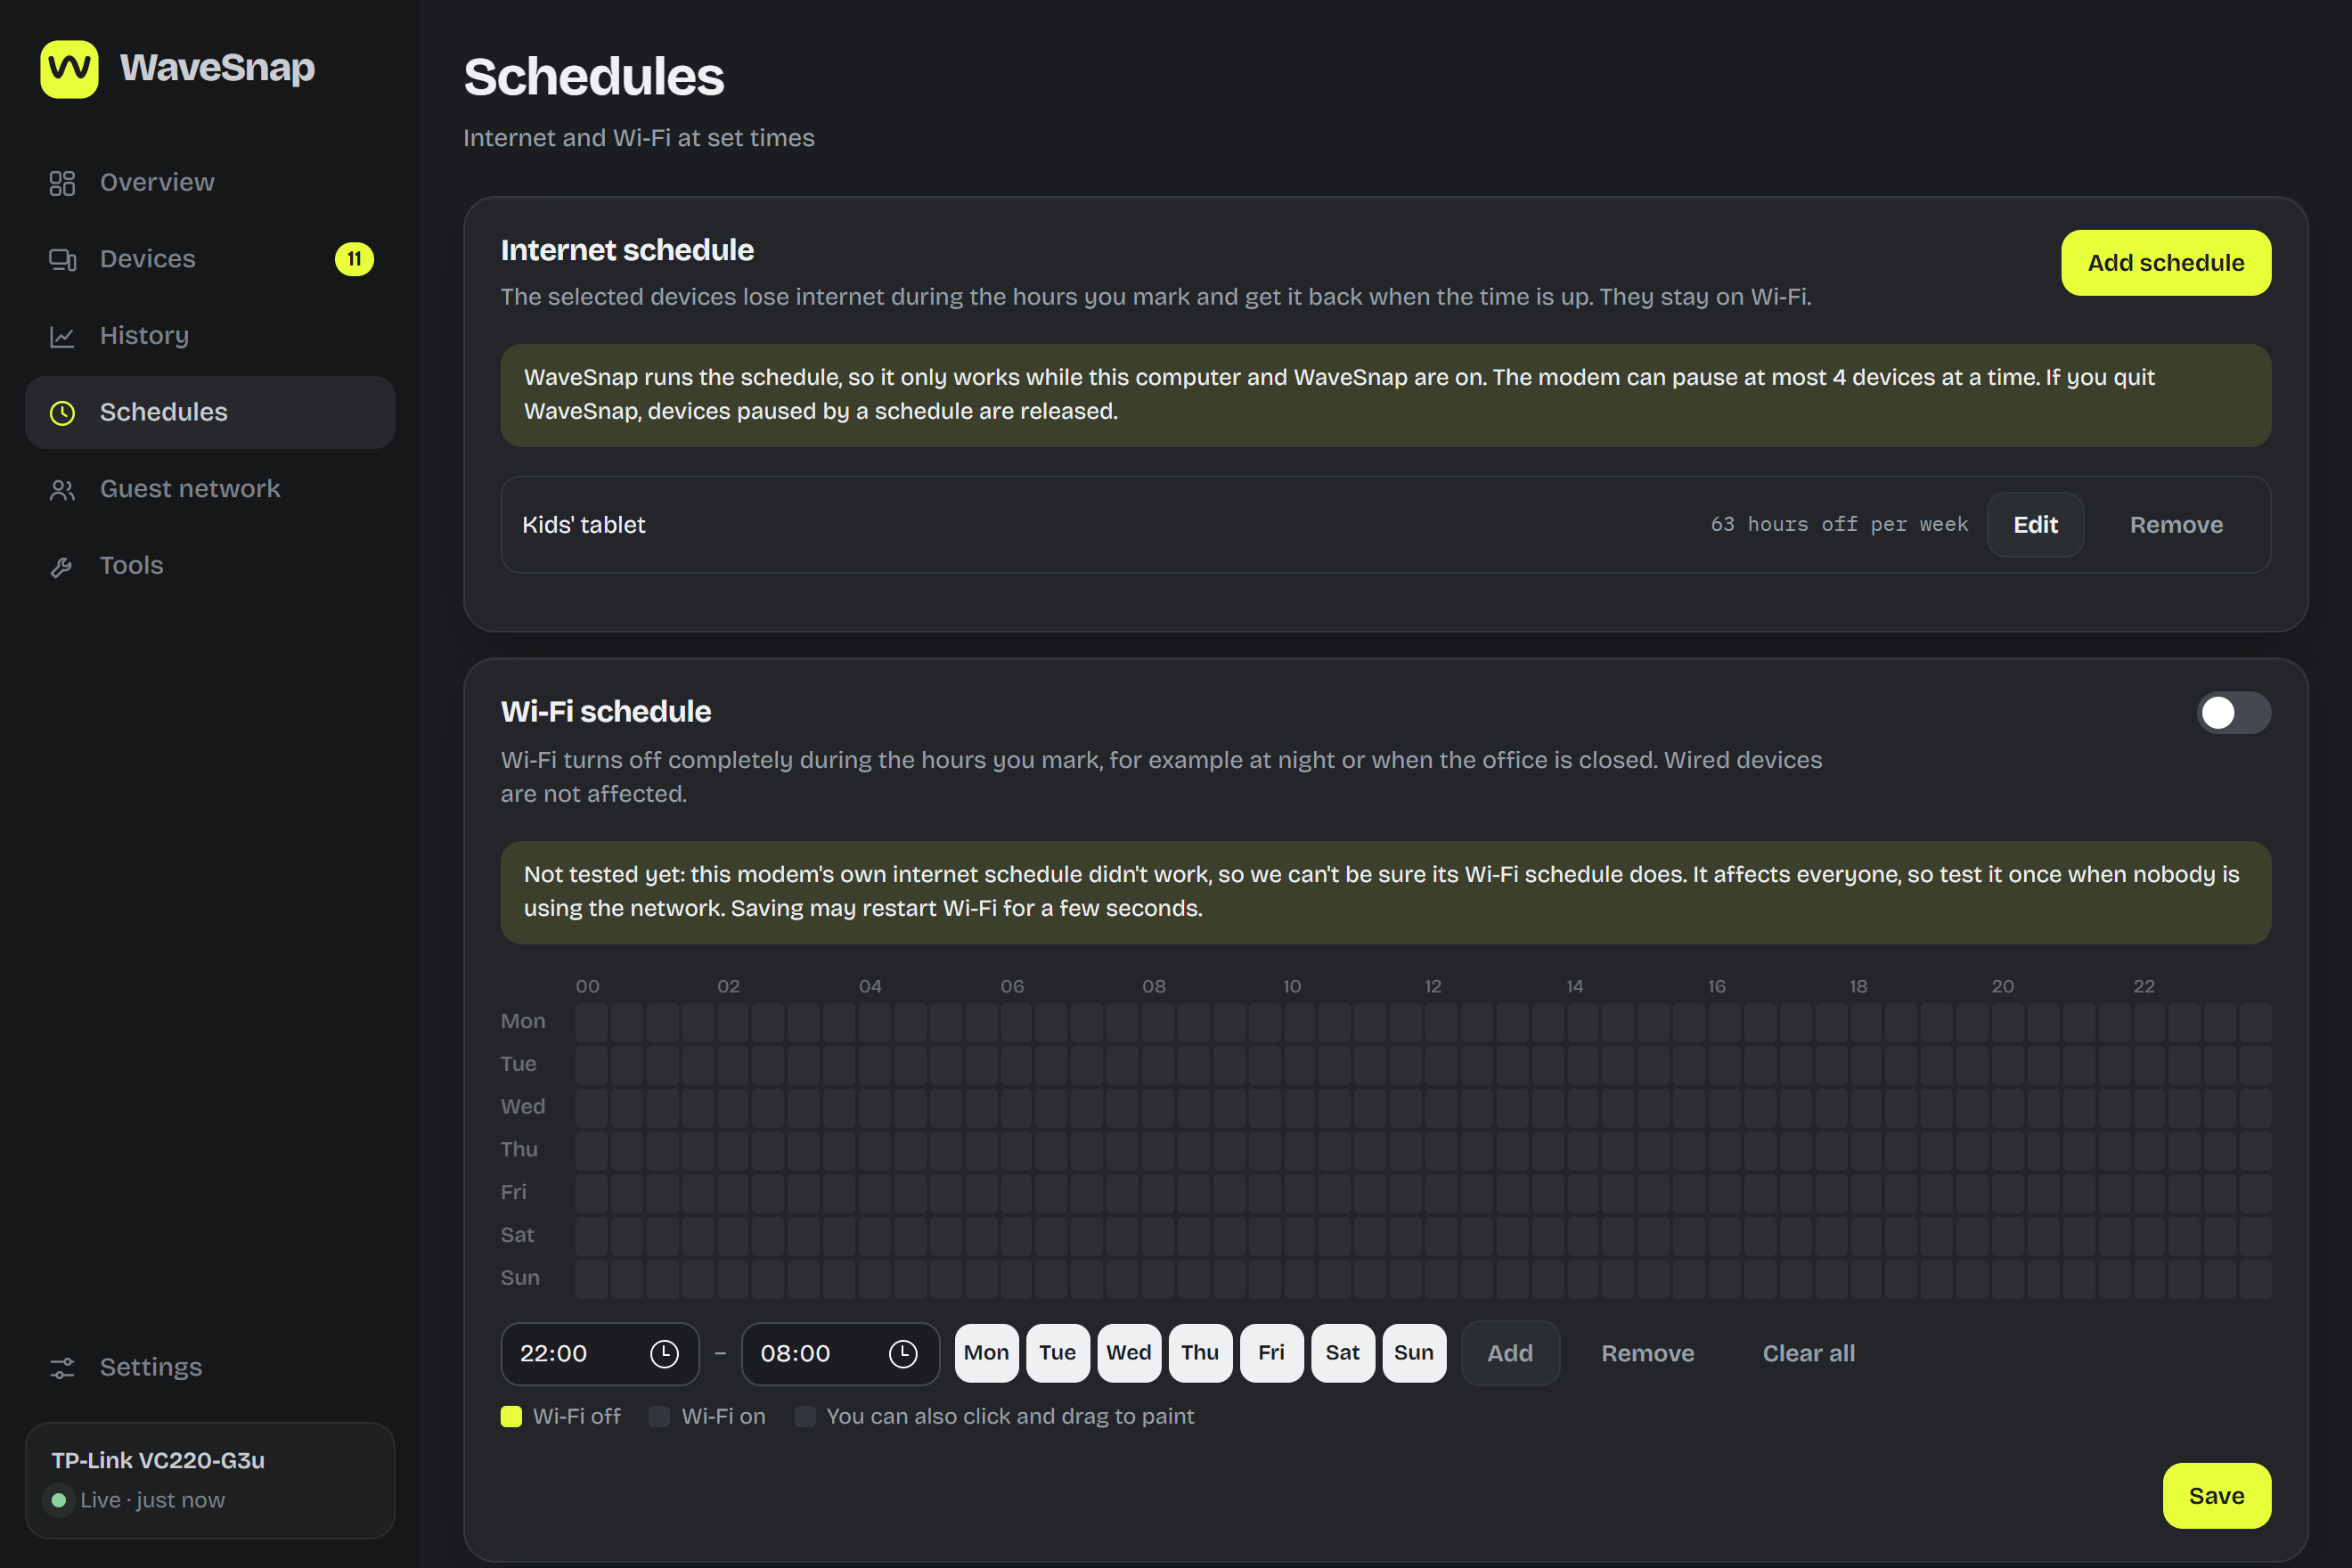 WaveSnap
Overview
Devices 11
History
Schedules
Guest network
Tools
Settings
TP-Link VC220-G3u
Live · just now
Schedules
Internet and Wi-Fi at set times
Internet schedule
Add schedule
The selected devices lose internet during the hours you mark and get it back when the time is up. They stay on Wi-Fi.
WaveSnap runs the schedule, so it only works while this computer and WaveSnap are on. The modem can pause at most 4 devices at a time. If you quit
WaveSnap, devices paused by a schedule are released.
Kids' tablet 63 hours off per week Edit Remove
Wi-Fi schedule
Wi-Fi turns off completely during the hours you mark, for example at night or when the office is closed. Wired devices
are not affected.
Not tested yet: this modem's own internet schedule didn't work, so we can't be sure its Wi-Fi schedule does. It affects everyone, so test it once when nobody is
using the network. Saving may restart Wi-Fi for a few seconds.
00 02 04 06 08 10 12 14 16 18 20 22
Mon
Tue
Wed
Thu
Fri
Sat
Sun
22:00 – 08:00 Mon Tue Wed Thu Fri Sat Sun Add Remove Clear all
Wi-Fi off Wi-Fi on You can also click and drag to paint
Save